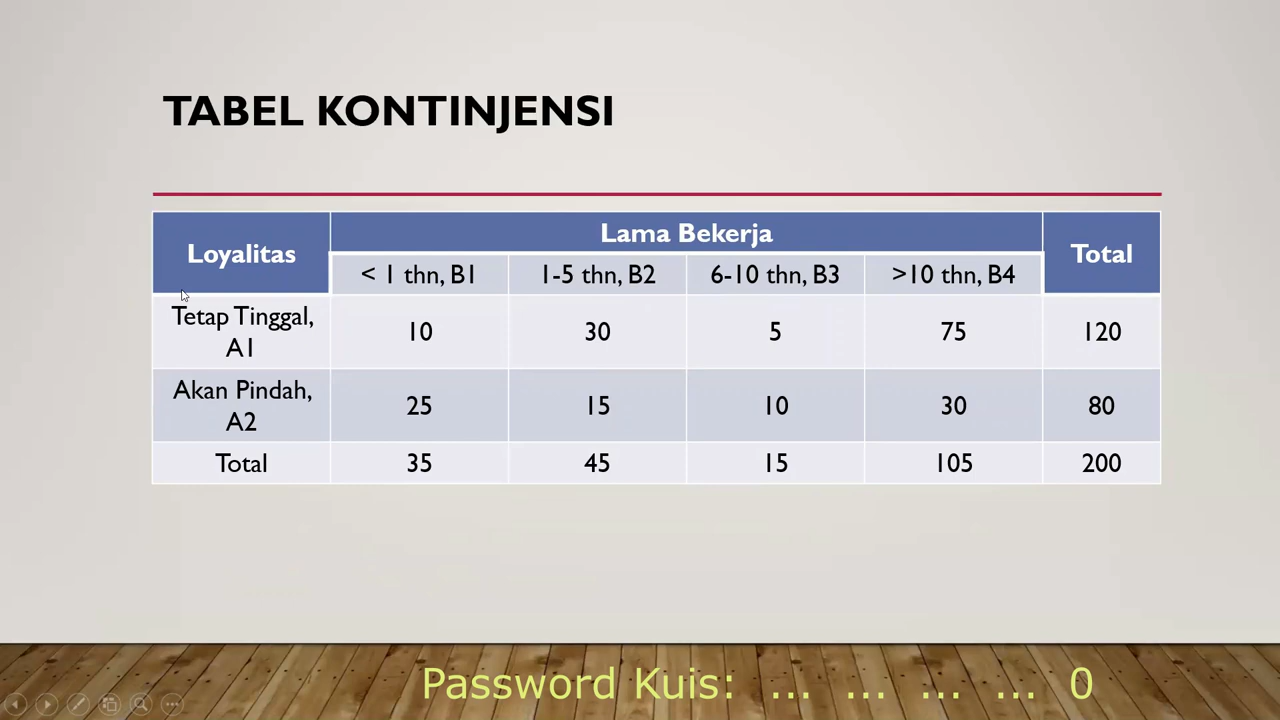 TABEL KONTINJENSI
Loyalitas
Lama Bekerja
Total
< 1 thn, B1
1-5 thn, B2
6-10 thn, B3
>10 thn, B4
Tetap Tinggal,
A1
10
30
5
75
120
Akan Pindah,
A2
25
15
10
30
80
Total
35
45
15
105
200
Password Kuis: ... ... ... ... 0